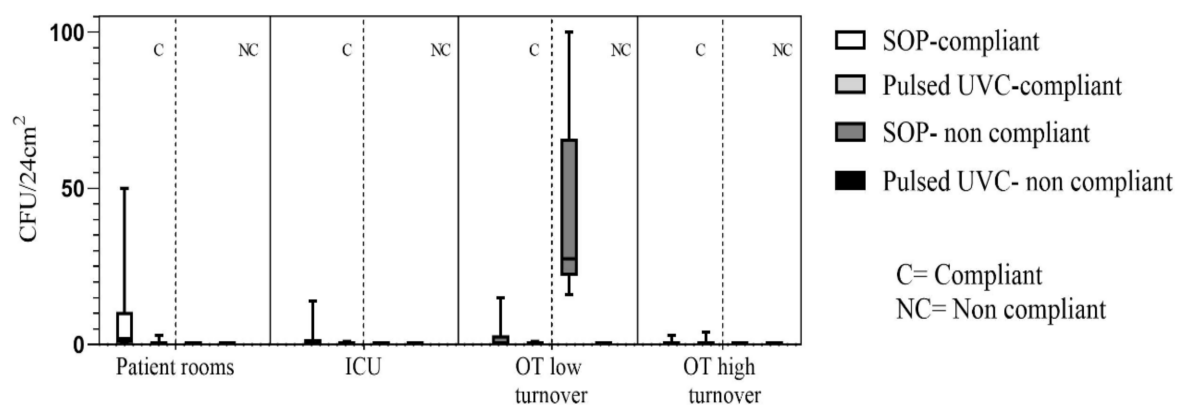 100
50
0
CFU/24cm²
C NC C NC C NC C NC
Patient rooms ICU OT low OT high
turnover turnover
SOP-compliant
Pulsed UVC-compliant
SOP- non compliant
Pulsed UVC- non compliant
C= Compliant
NC= Non compliant